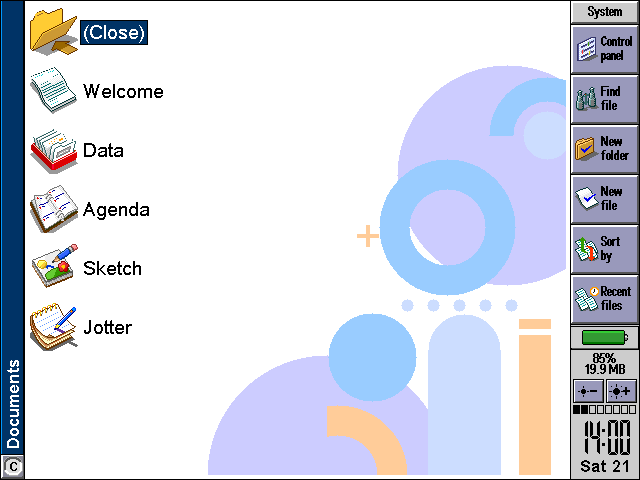 (Close)
Welcome
Data
Agenda
Sketch
Jotter
Documents
C
System
Control
panel
Find
file
New
folder
New
file
Sort
by
Recent
files
85%
19.9 MB
14:00
Sat 21